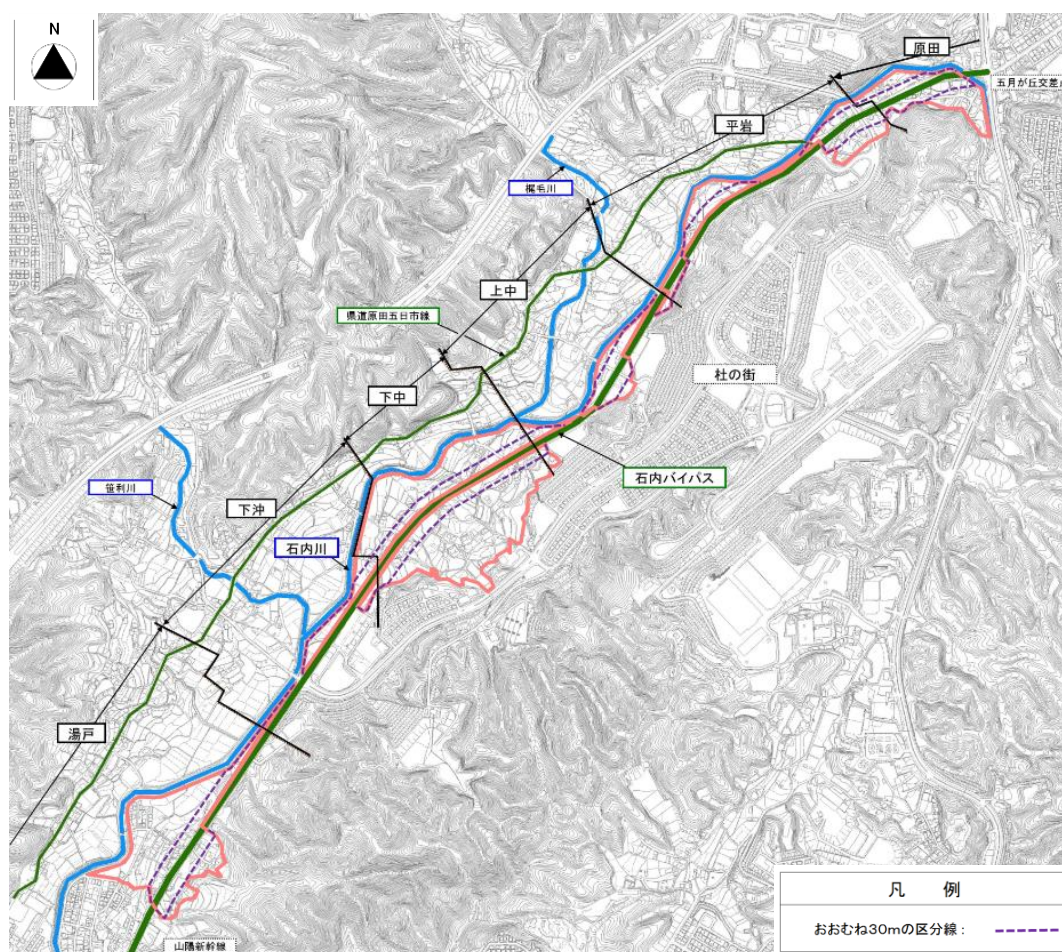 N
原田
五月が丘交差点
平岩
梶毛川
上中
県道原田五日市線
杜の街
下中
石内バイパス
笹利川
下沖
石内川
湯戸
凡 例
おおむね30mの区分線：
山陽新幹線